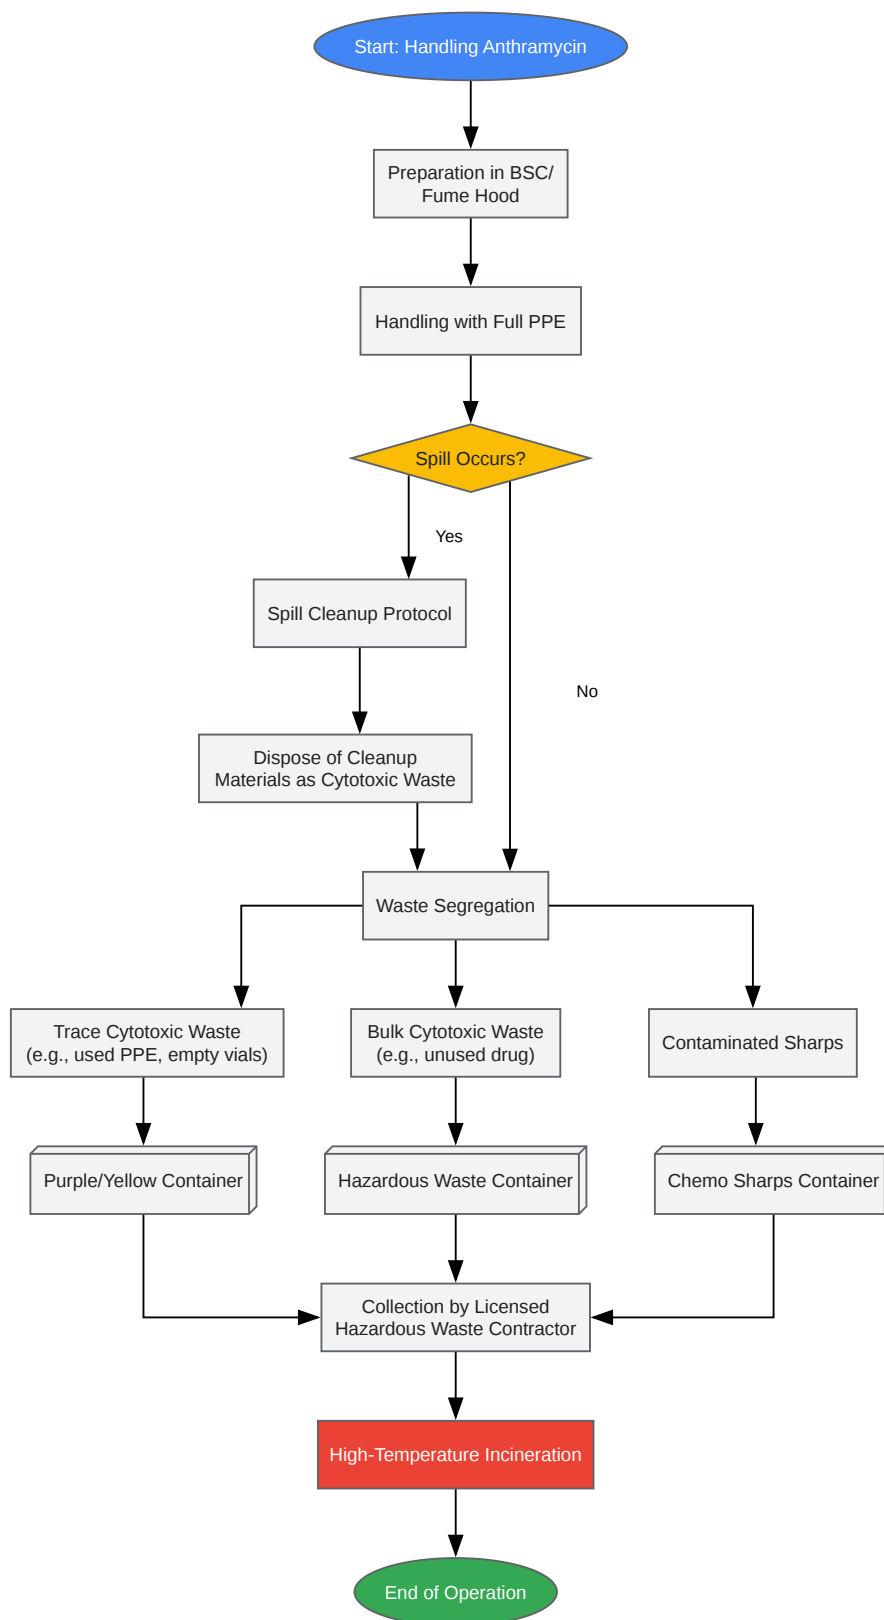 Start: Handling Anthramycin
Preparation in BSC/
Fume Hood
Handling with Full PPE
Spill Occurs?
Yes
Spill Cleanup Protocol
No
Dispose of Cleanup
Materials as Cytotoxic Waste
Waste Segregation
Trace Cytotoxic Waste
(e.g., used PPE, empty vials)
Bulk Cytotoxic Waste
(e.g., unused drug)
Contaminated Sharps
Purple/Yellow Container
Hazardous Waste Container
Chemo Sharps Container
Collection by Licensed
Hazardous Waste Contractor
High-Temperature Incineration
End of Operation